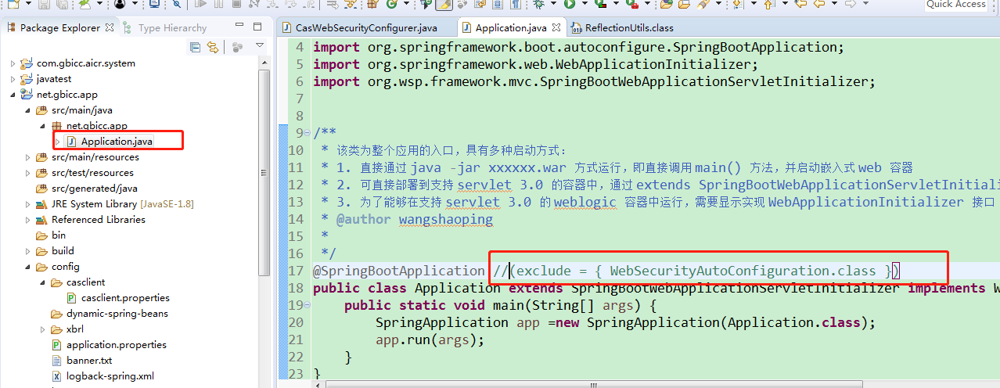 Quick Access
Package Explorer
Type Hierarchy
com.gbicc.aicr.system
javatest
net.gbicc.app
src/main/java
net.gbicc.app
Application.java
src/main/resources
src/test/resources
src/generated/java
JRE System Library [JavaSE-1.8]
Referenced Libraries
bin
build
config
casclient
casclient.properties
dynamic-spring-beans
xbrl
application.properties
banner.txt
logback-spring.xml
CasWebSecurityConfigurer.java
Application.java
ReflectionUtils.class
4 import org.springframework.boot.autoconfigure.SpringBootApplication;
5 import org.springframework.web.WebApplicationInitializer;
6 import org.wsp.framework.mvc.SpringBootWebApplicationServletInitializer;
7
8
9 /**
10 * 该类为整个应用的入口，具有多种启动方式：
11 * 1. 直接通过 java -jar xxxxxx.war 方式运行，即直接调用 main() 方法，并启动嵌入式 web 容器
12 * 2. 可直接部署到支持 servlet 3.0 的容器中，通过 extends SpringBootWebApplicationServletInitiali
13 * 3. 为了能够在支持 servlet 3.0 的 weblogic 容器中运行，需要显示实现 WebApplicationInitializer 接口
14 * @author wangshaoping
15 *
16 */
17 @SpringBootApplication //(exclude = { WebSecurityAutoConfiguration.class })
18 public class Application extends SpringBootWebApplicationServletInitializer implements W
19 public static void main(String[] args) {
20 SpringApplication app =new SpringApplication(Application.class);
21 app.run(args);
22 }
23 }